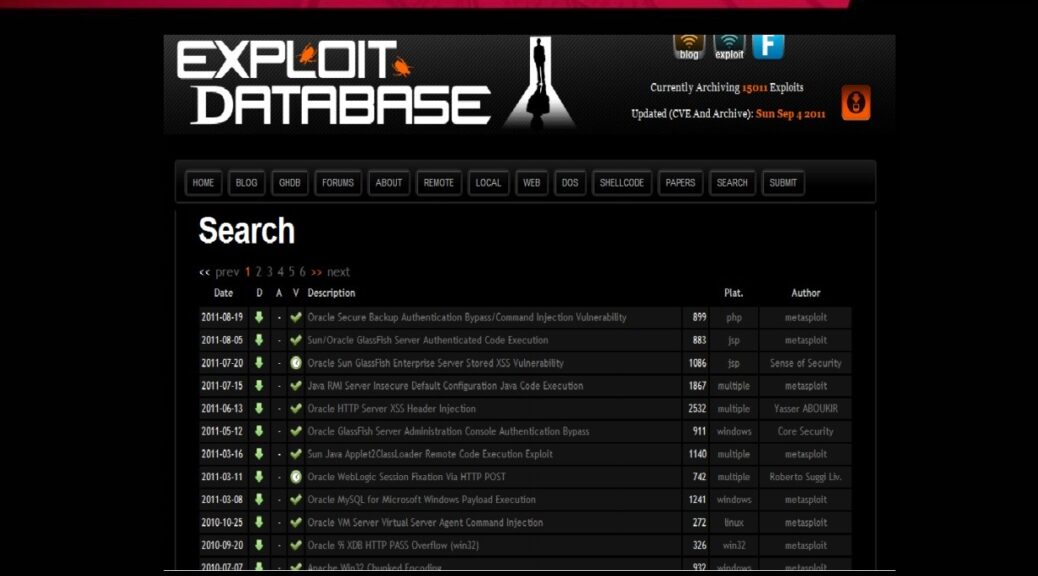 EXPLOIT
DATABASE
blog exploit F
Currently Archiving 15011 Exploits
Updated (CVE And Archive): Sun Sep 4 2011
HOME BLOG GHDB FORUMS ABOUT REMOTE LOCAL WEB DOS SHELLCODE PAPERS SEARCH SUBMIT
Search
<< prev 1 2 3 4 5 6 >> next
Date D A V Description Plat. Author
2011-08-19 - Oracle Secure Backup Authentication Bypass/Command Injection Vulnerability 899 php metasploit
2011-08-05 - Sun/Oracle GlassFish Server Authenticated Code Execution 883 jsp metasploit
2011-07-20 - Oracle Sun GlassFish Enterprise Server Stored XSS Vulnerability 1086 jsp Sense of Security
2011-07-15 - Java RMI Server Insecure Default Configuration Java Code Execution 1867 multiple metasploit
2011-06-13 - Oracle HTTP Server XSS Header Injection 2532 multiple Yasser ABOUKIR
2011-05-12 - Oracle GlassFish Server Administration Console Authentication Bypass 911 windows Core Security
2011-03-16 - Sun Java Applet2ClassLoader Remote Code Execution Exploit 1140 multiple metasploit
2011-03-11 - Oracle WebLogic Session Fixation Via HTTP POST 742 multiple Roberto Suggi Liv.
2011-03-08 - Oracle MySQL for Microsoft Windows Payload Execution 1241 windows metasploit
2010-10-25 - Oracle VM Server Virtual Server Agent Command Injection 272 linux metasploit
2010-09-20 - Oracle 9i XDB HTTP PASS Overflow (win32) 326 win32 metasploit
2010-07-07 - Apache Win32 Chunked Encoding 932 windows metasploit